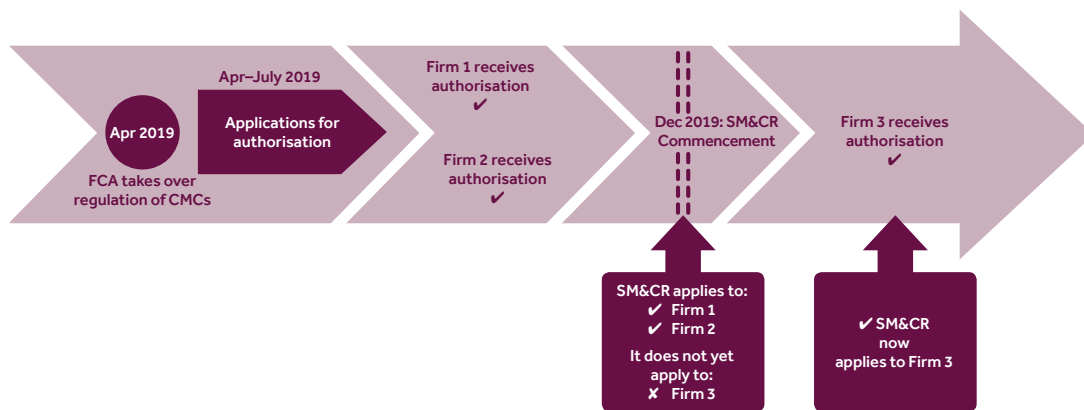 Apr 2019
FCA takes over
regulation of CMCs
Apr–July 2019
Applications for
authorisation
Firm 1 receives
authorisation
✔
Firm 2 receives
authorisation
✔
Dec 2019: SM&CR
Commencement
Firm 3 receives
authorisation
✔
SM&CR applies to:
✔ Firm 1
✔ Firm 2
It does not yet
apply to:
✘ Firm 3
✔ SM&CR
now
applies to Firm 3